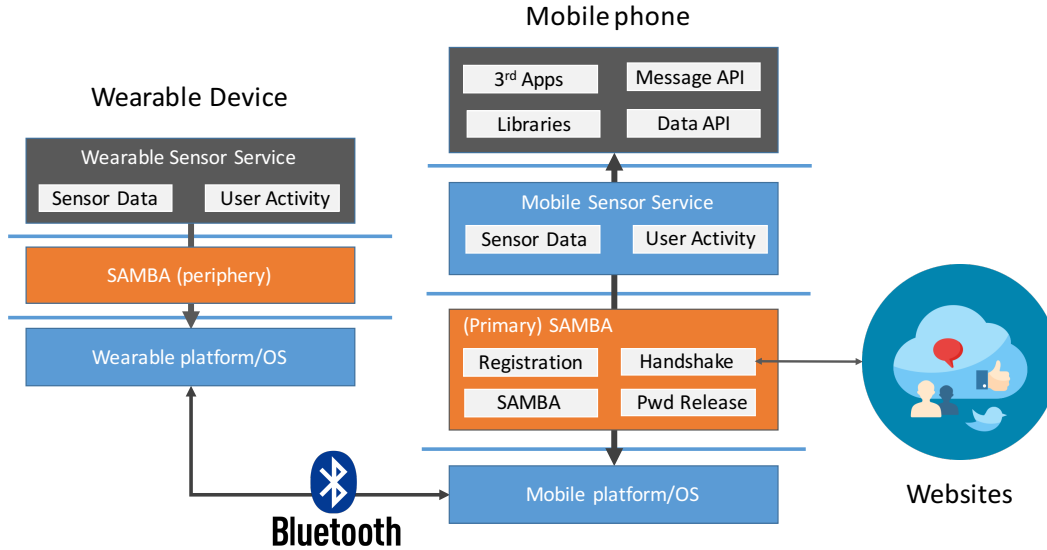 Mobile phone
3rd Apps
Message API
Libraries
Data API
Wearable Device
Wearable Sensor Service
Sensor Data
User Activity
SAMBA (periphery)
Wearable platform/OS
Mobile Sensor Service
Sensor Data
User Activity
(Primary) SAMBA
Registration
Handshake
SAMBA
Pwd Release
Mobile platform/OS
Bluetooth
Websites